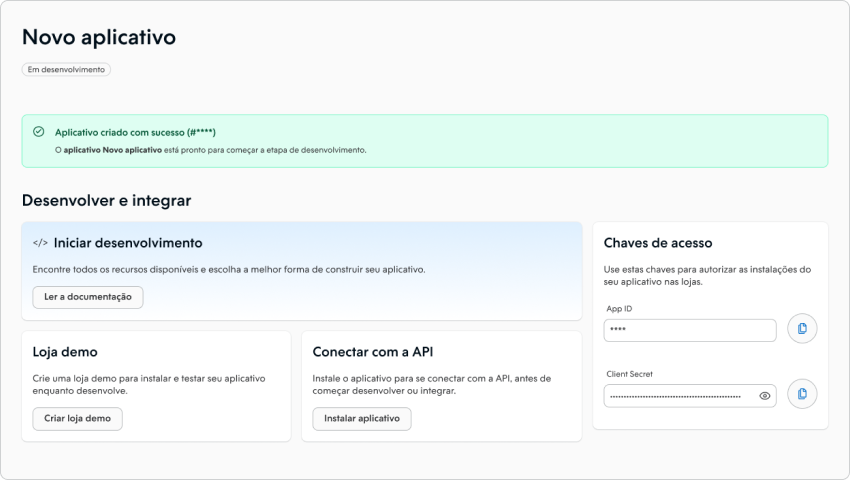 Novo aplicativo
Em desenvolvimento
Aplicativo criado com sucesso (#****)
O aplicativo Novo aplicativo está pronto para começar a etapa de desenvolvimento.
Desenvolver e integrar
</> Iniciar desenvolvimento
Encontre todos os recursos disponíveis e escolha a melhor forma de construir seu aplicativo.
Ler a documentação
Loja demo
Crie uma loja demo para instalar e testar seu aplicativo
enquanto desenvolve.
Criar loja demo
Conectar com a API
Instale o aplicativo para se conectar com a API, antes de
começar desenvolver ou integrar.
Instalar aplicativo
Chaves de acesso
Use estas chaves para autorizar as instalações do
seu aplicativo nas lojas.
App ID
****
Client Secret